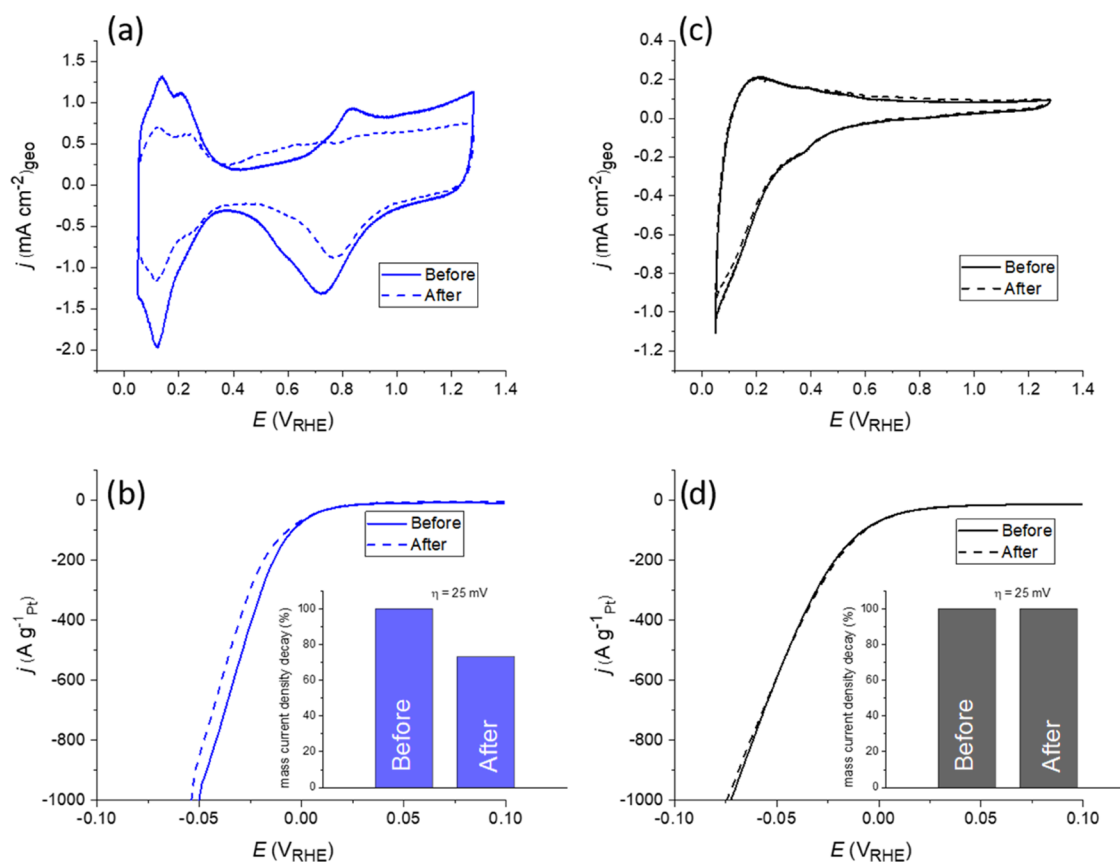 (a)
1.5
1.0
0.5
0.0
-0.5
-1.0
-1.5
-2.0
j (mA cm⁻²)geo
Before
After
0.0 0.2 0.4 0.6 0.8 1.0 1.2 1.4
E (VRHE)
(c)
0.6
0.4
0.2
0.0
-0.2
-0.4
-0.6
-0.8
-1.0
-1.2
j (mA cm⁻²)geo
Before
After
0.0 0.2 0.4 0.6 0.8 1.0 1.2 1.4
E (VRHE)
(b)
0
-200
-400
-600
-800
-1000
j (A g⁻¹Pt)
Before
After
η = 25 mV
100
80
60
40
20
0
mass current density decay (%)
Before
After
-0.10 -0.05 0.00 0.05 0.10
E (VRHE)
(d)
0
-200
-400
-600
-800
-1000
j (A g⁻¹Pt)
Before
After
η = 25 mV
100
80
60
40
20
0
mass current density decay (%)
Before
After
-0.10 -0.05 0.00 0.05 0.10
E (VRHE)